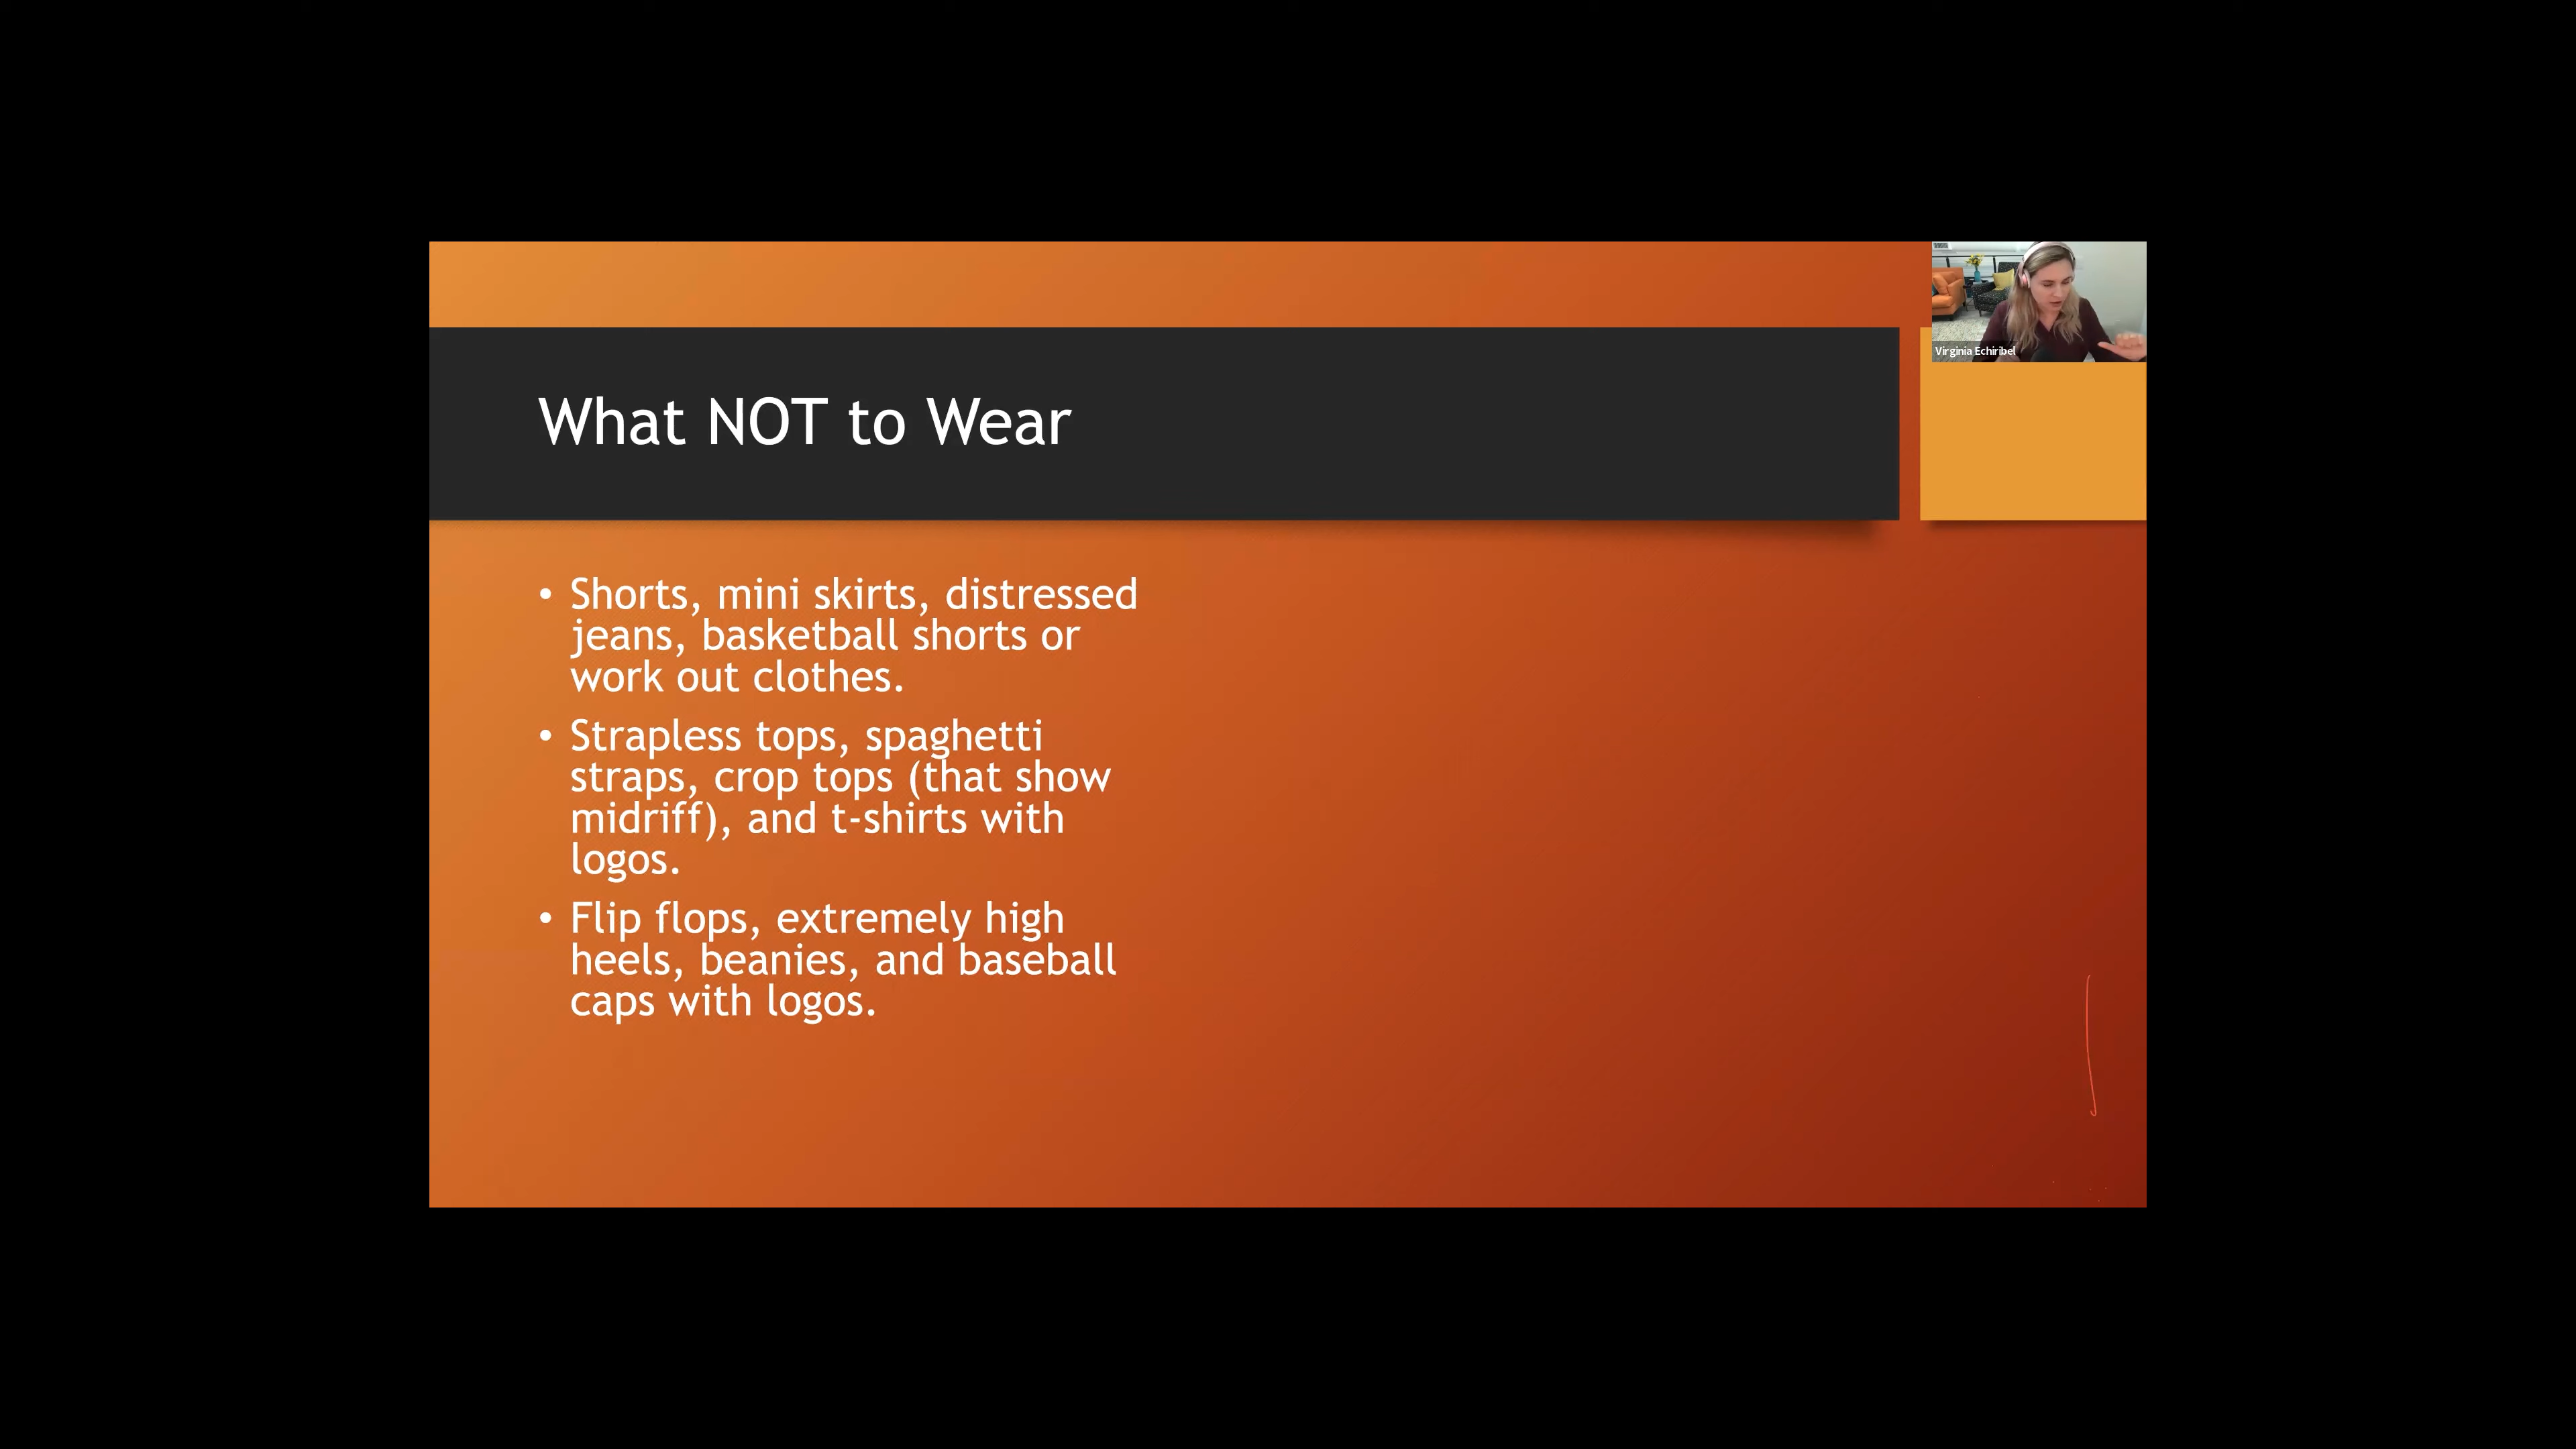 Virginia Echiribel
What NOT to Wear
• Shorts, mini skirts, distressed
jeans, basketball shorts or
work out clothes.
• Strapless tops, spaghetti
straps, crop tops (that show
midriff), and t-shirts with
logos.
• Flip flops, extremely high
heels, beanies, and baseball
caps with logos.